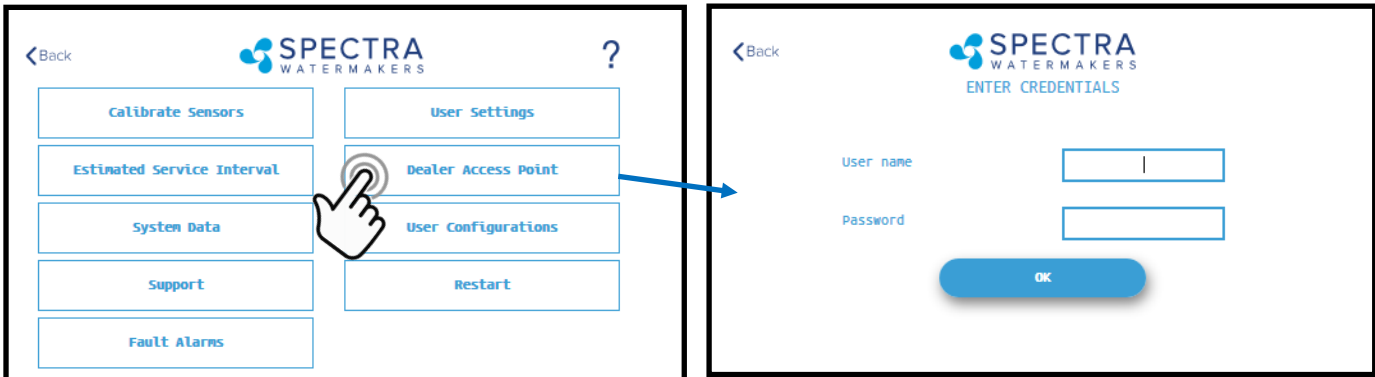 Back
SPECTRA
WATERMAKERS
?
Calibrate Sensors
User Settings
Estimated Service Interval
Dealer Access Point
System Data
User Configurations
Support
Restart
Fault Alarms
Back
SPECTRA
WATERMAKERS
ENTER CREDENTIALS
User name
Password
OK